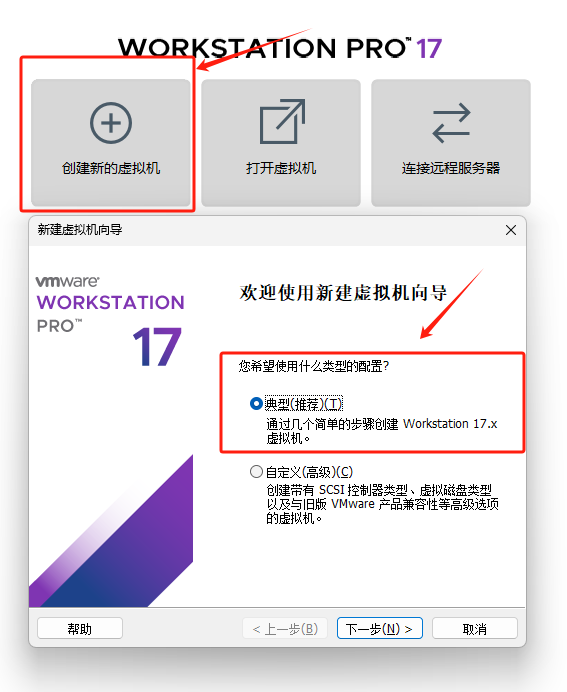 WORKSTATION PRO™ 17
创建新的虚拟机
打开虚拟机
连接远程服务器
新建虚拟机向导
vmware®
WORKSTATION
PRO™
17
欢迎使用新建虚拟机向导
您希望使用什么类型的配置?
典型(推荐)(T)
通过几个简单的步骤创建 Workstation 17.x
虚拟机。
自定义(高级)(C)
创建带有 SCSI 控制器类型、虚拟磁盘类型
以及与旧版 VMware 产品兼容性等高级选项
的虚拟机。
帮助
< 上一步(B)
下一步(N) >
取消